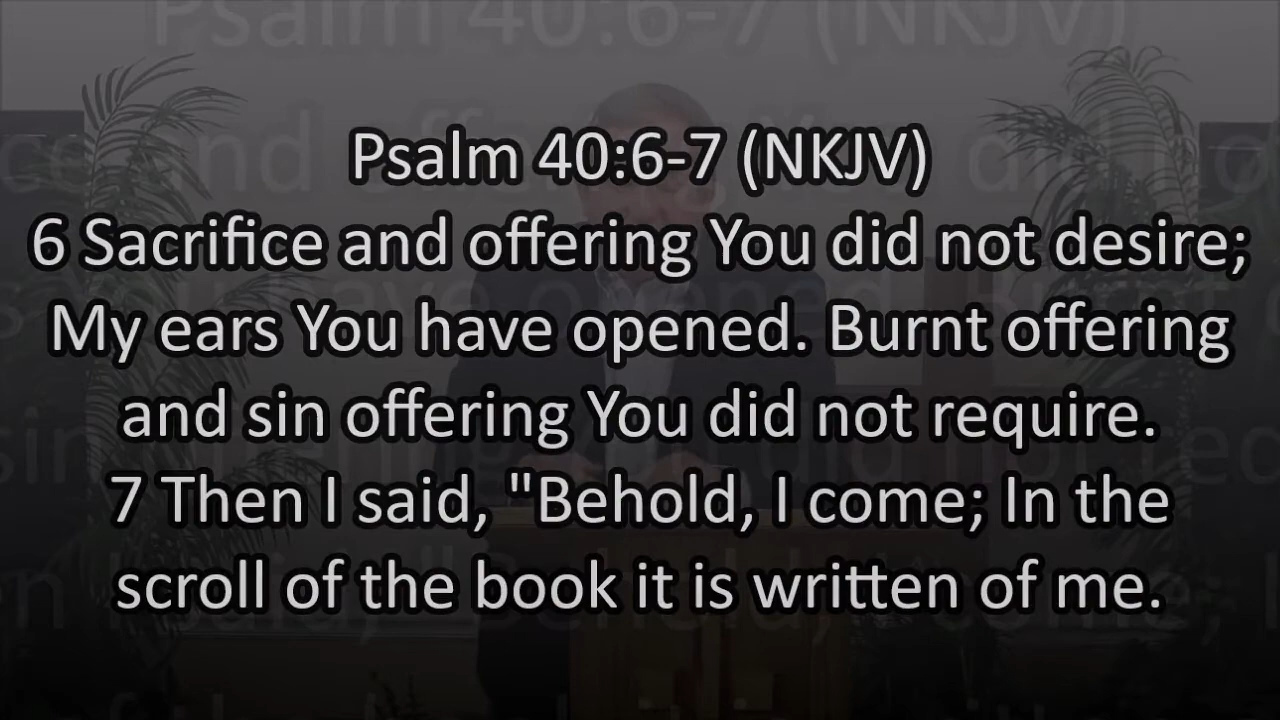 Psalm 40:6-7 (NKJV)
6 Sacrifice and offering You did not desire;
My ears You have opened. Burnt offering
and sin offering You did not require.
7 Then I said, "Behold, I come; In the
scroll of the book it is written of me.